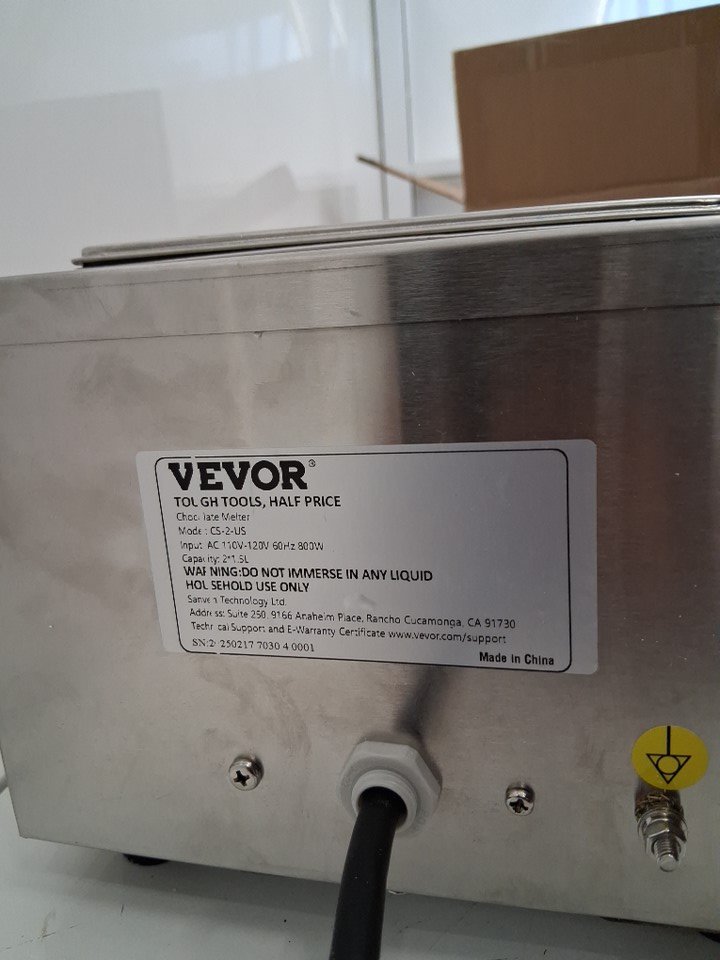 VEVOR®
TOUGH TOOLS, HALF PRICE
Chocolate Melter
Model: CS-2-US
Input: AC 110V-120V 60Hz 800W
Capacity: 2*1.5L
WARNING:DO NOT IMMERSE IN ANY LIQUID
HOUSEHOLD USE ONLY
Sanven Technology Ltd.
Address: Suite 250, 9166 Anaheim Place, Rancho Cucamonga, CA 91730
Technical Support and E-Warranty Certificate www.vevor.com/support
250217 7030 4 0001
Made in China